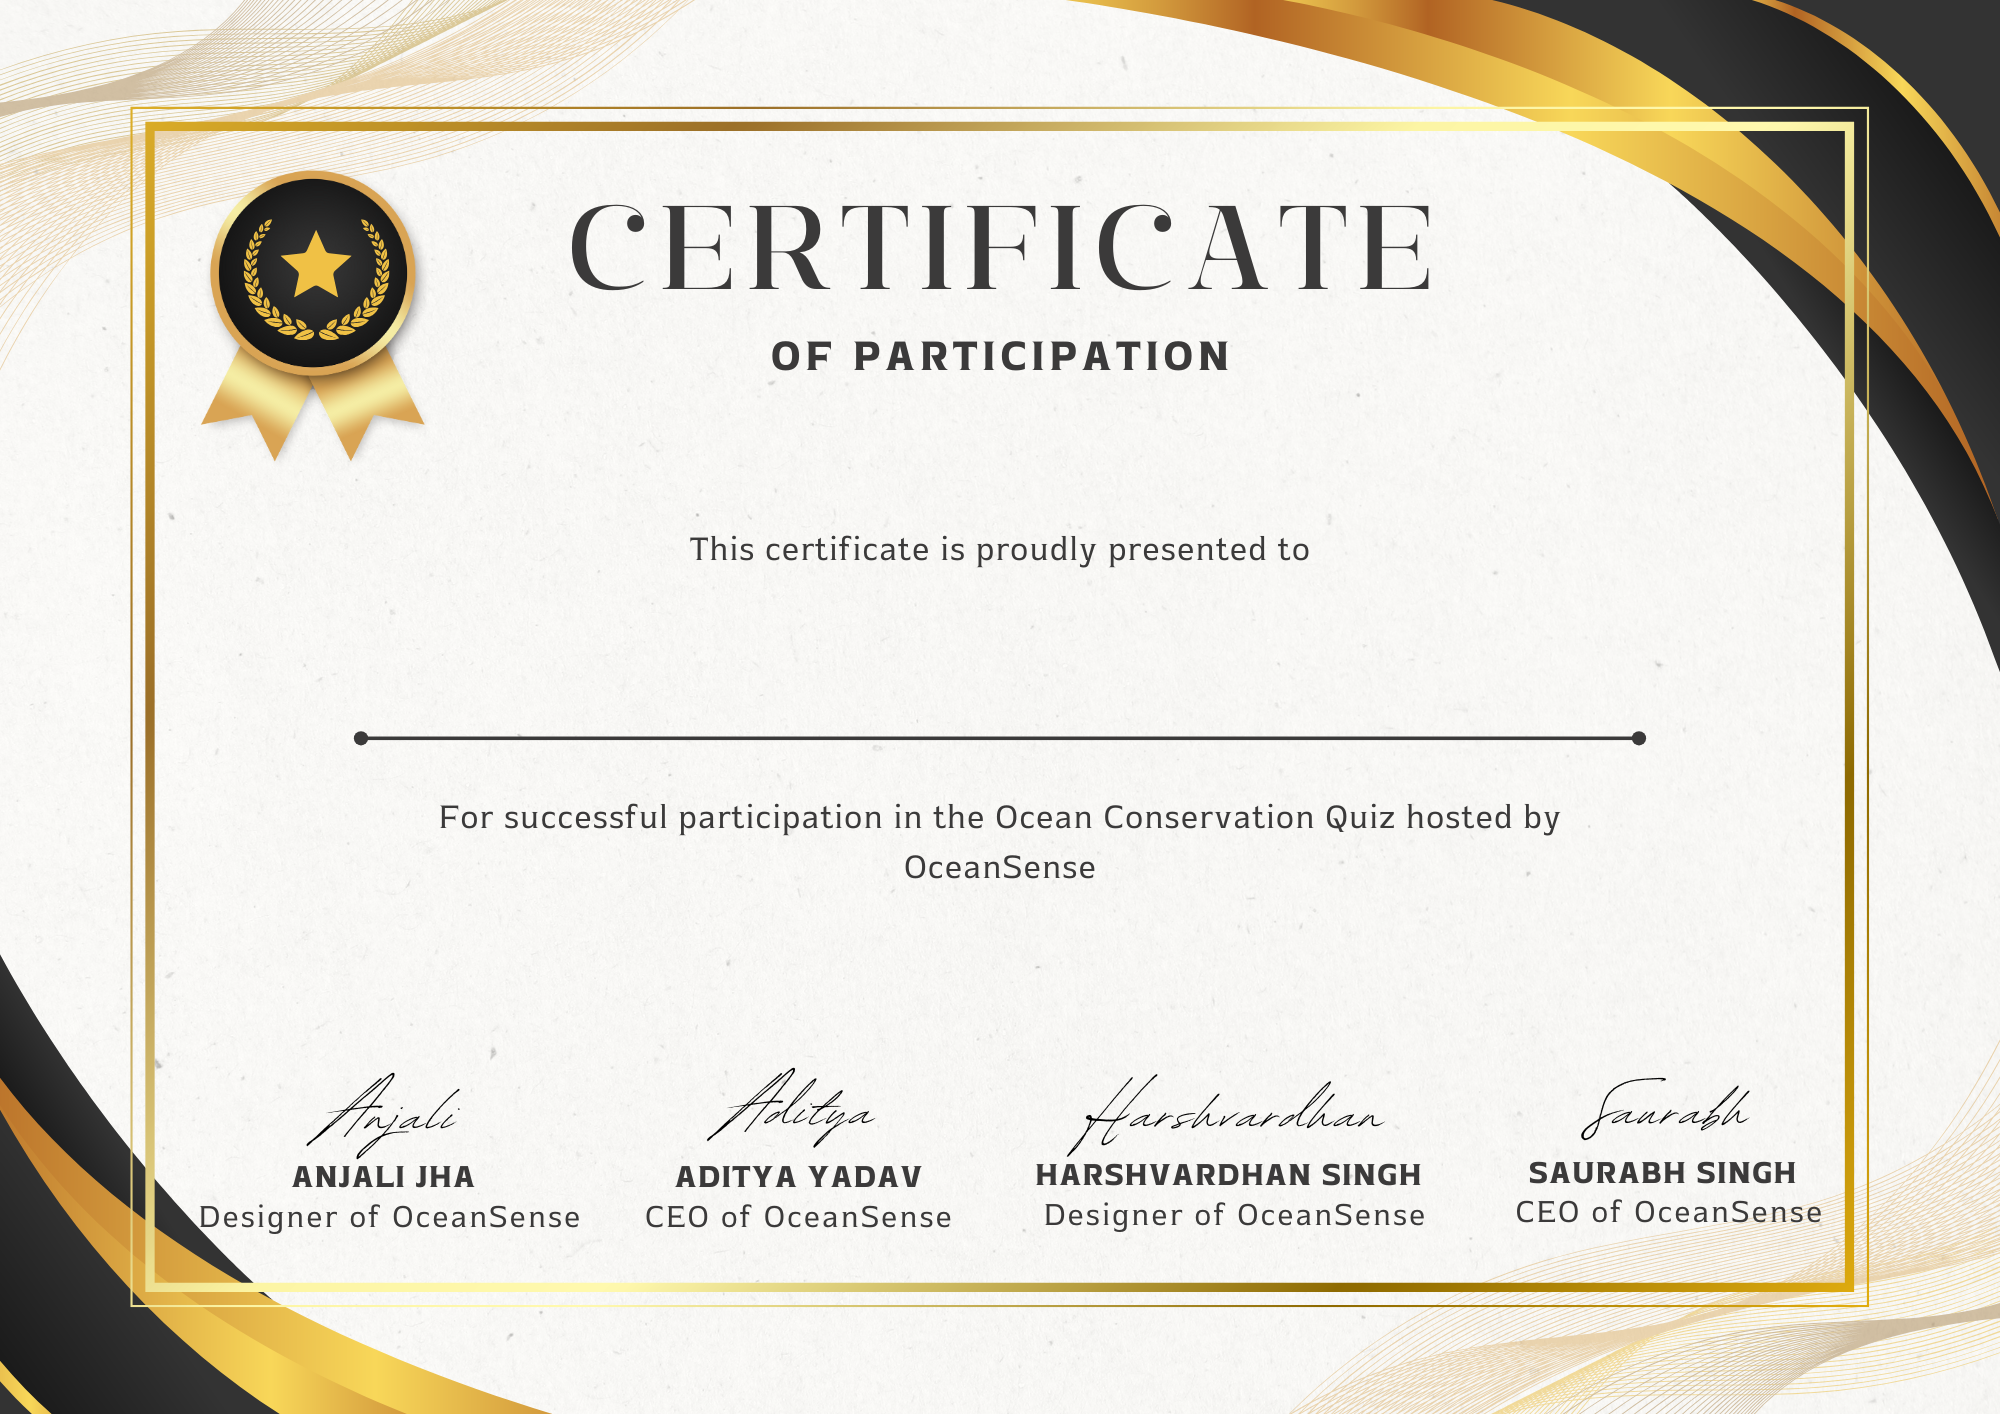 CERTIFICATE
OF PARTICIPATION
This certificate is proudly presented to
For successful participation in the Ocean Conservation Quiz hosted by
OceanSense
Anjali
Aditya
Harshvardhan
Saurabh
ANJALI JHA
ADITYA YADAV
HARSHVARDHAN SINGH
SAURABH SINGH
Designer of OceanSense
CEO of OceanSense
Designer of OceanSense
CEO of OceanSense